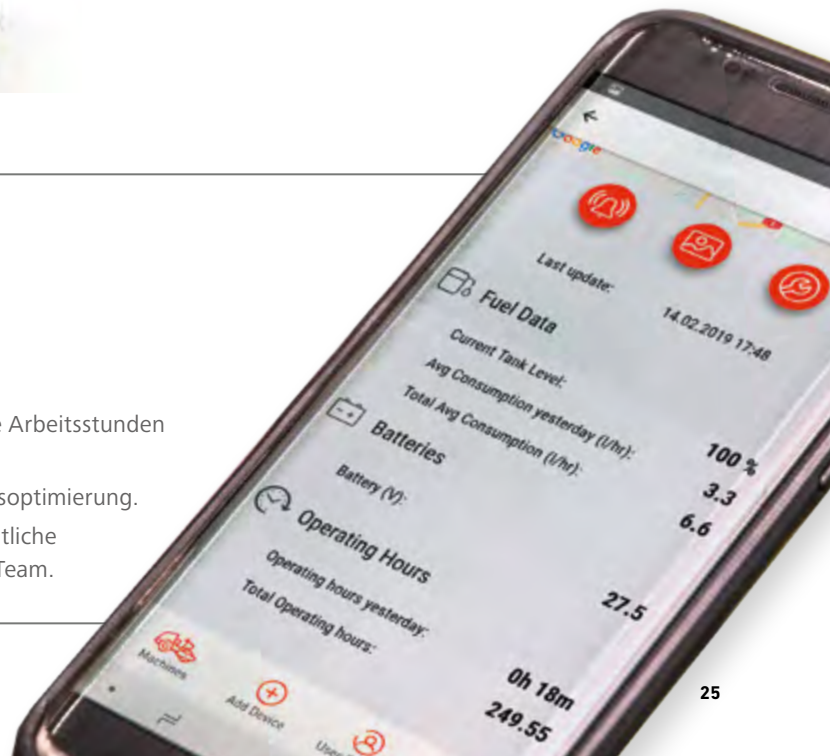 Google
Last update: 14.02.2019 17:48
Fuel Data
Current Tank Level: 100 %
Avg Consumption yesterday (l/hr): 3.3
Total Avg Consumption (l/hr): 6.6
Batteries
Battery (V): 27.5
Operating Hours
Operating hours yesterday: 0h 18m
Total Operating hours: 249.55
Machines
Add Device
User
Arbeitsstunden
soptimierung.
tliche
Team.
25